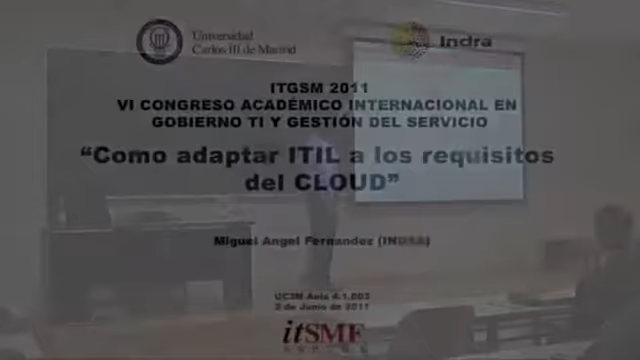 Universidad
Carlos III de Madrid
Indra
ITGSM 2011
VI CONGRESO ACADÉMICO INTERNACIONAL EN
GOBIERNO TI Y GESTIÓN DEL SERVICIO
“Como adaptar ITIL a los requisitos
del CLOUD”
Miguel Angel Fernandez (INDRA)
UC3M Aula 4.1.003
2 de Junio de 2011
itSMF